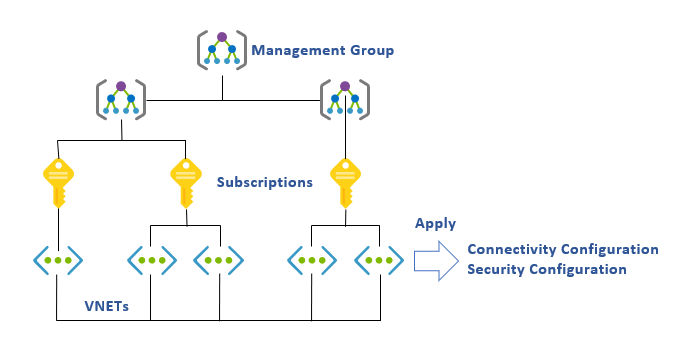 Management Group
Subscriptions
Apply
Connectivity Configuration
Security Configuration
VNETs